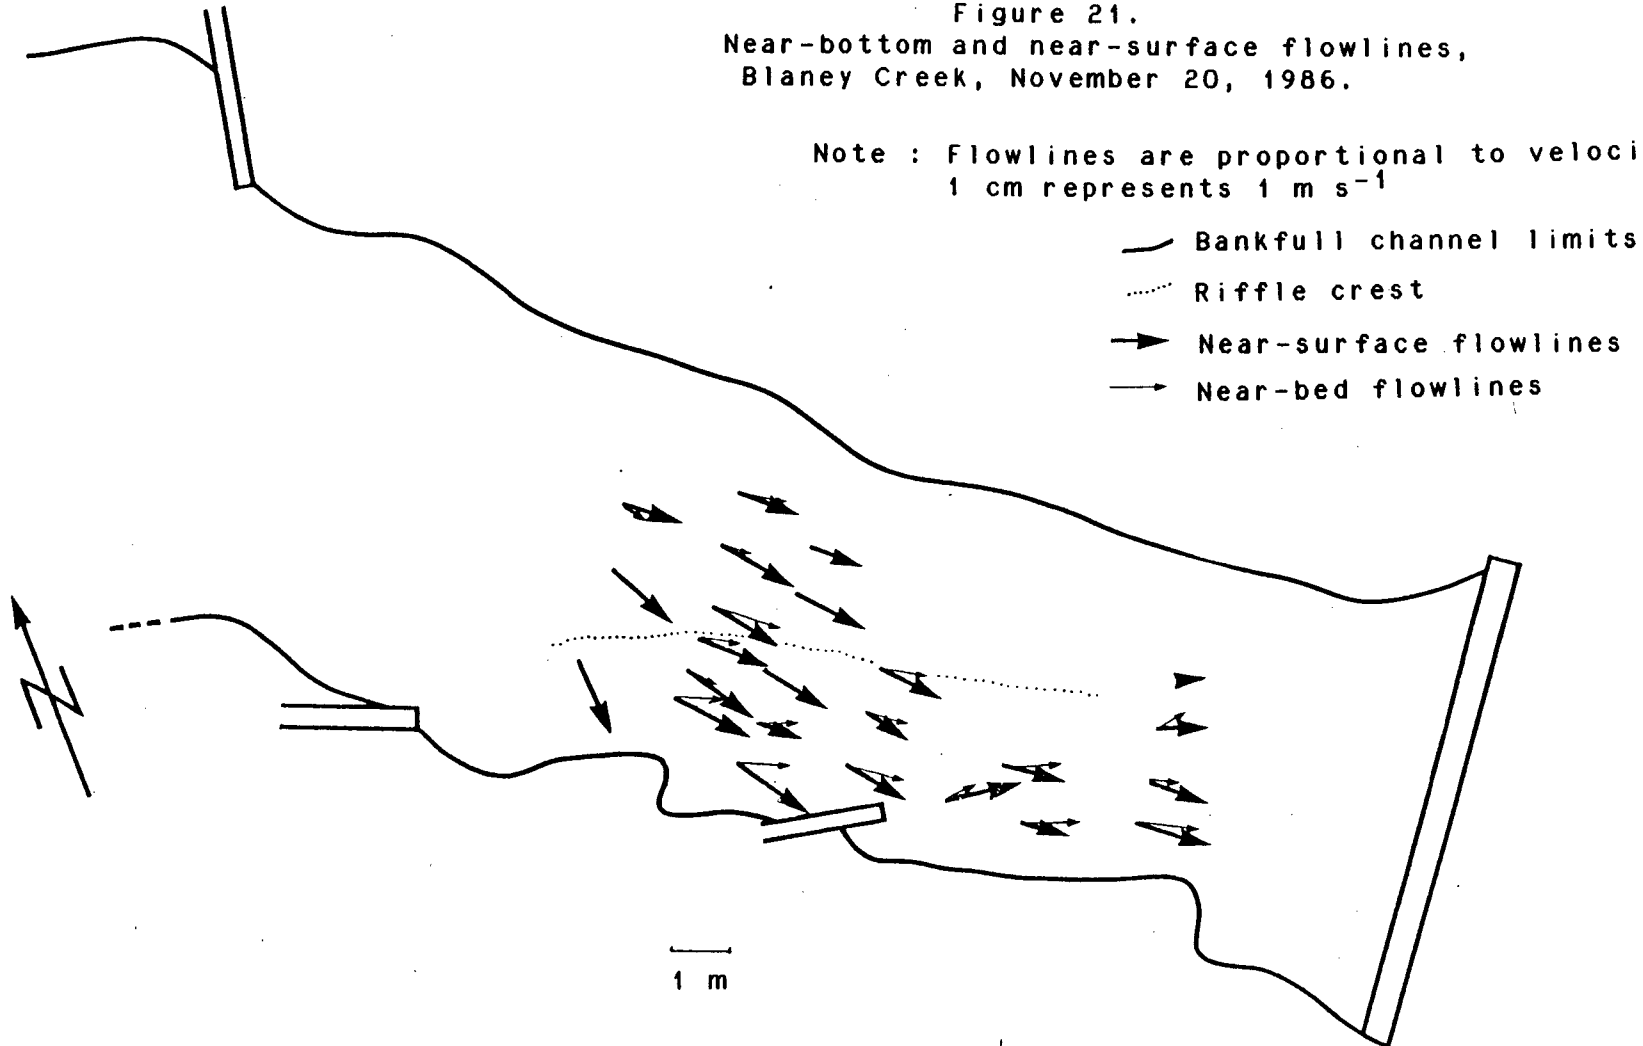 Figure 21.
Near-bottom and near-surface flowlines,
Blaney Creek, November 20, 1986.
Note : Flowlines are proportional to veloci
1 cm represents 1 m s⁻¹
Bankfull channel limits
Riffle crest
Near-surface flowlines
Near-bed flowlines
N
1 m